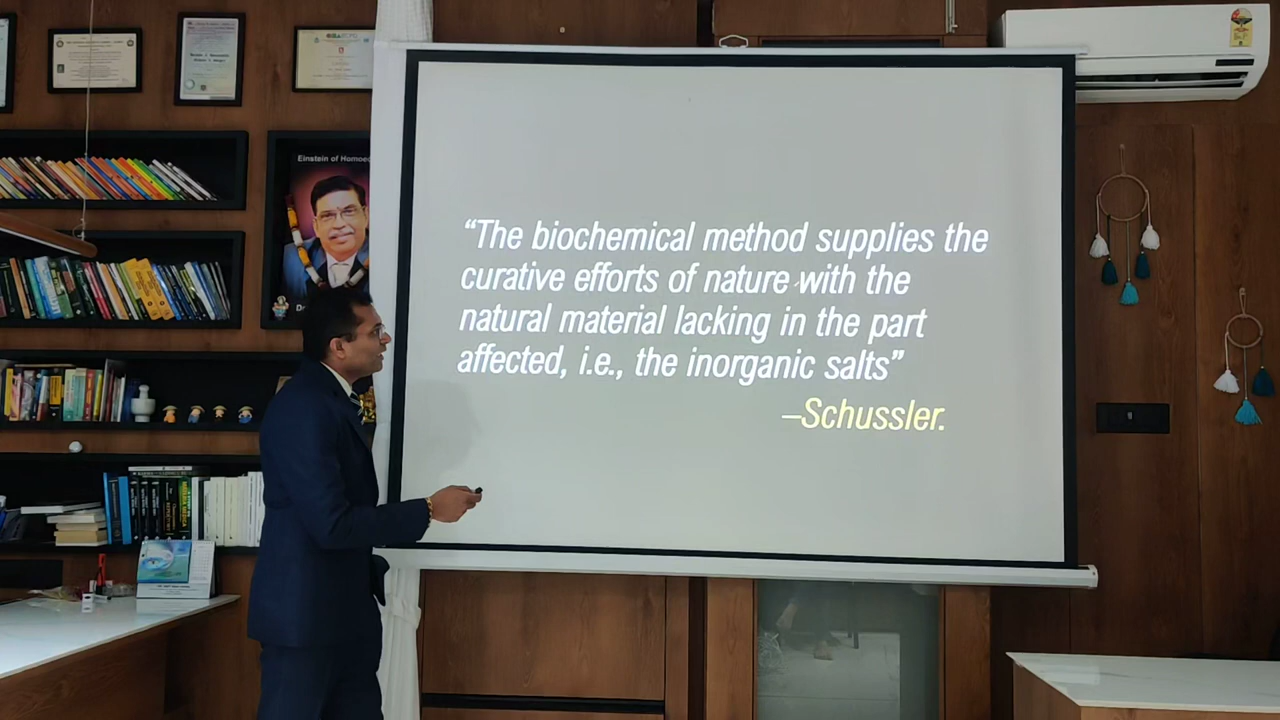 Einstein of Homoeo
“The biochemical method supplies the
curative efforts of nature with the
natural material lacking in the part
affected, i.e., the inorganic salts”
–Schussler.